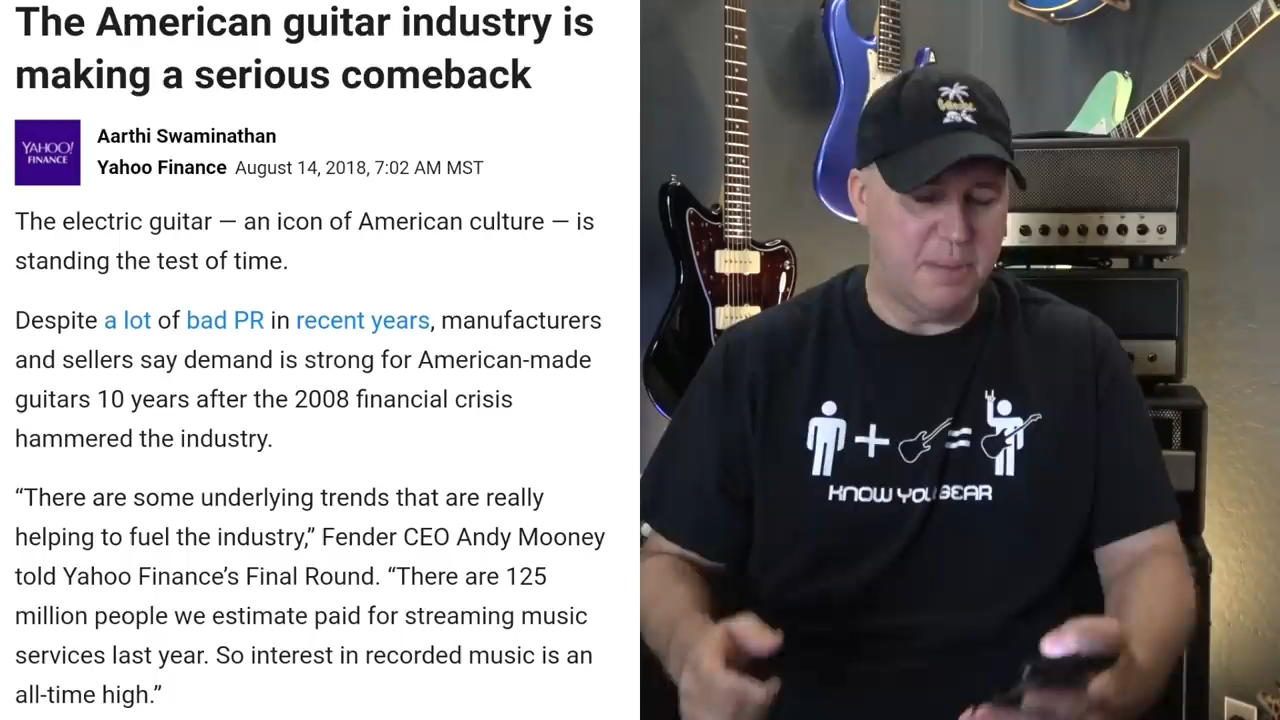 The American guitar industry is
making a serious comeback
YAHOO!
FINANCE
Aarthi Swaminathan
Yahoo Finance August 14, 2018, 7:02 AM MST
The electric guitar — an icon of American culture — is
standing the test of time.
Despite a lot of bad PR in recent years, manufacturers
and sellers say demand is strong for American-made
guitars 10 years after the 2008 financial crisis
hammered the industry.
“There are some underlying trends that are really
helping to fuel the industry,” Fender CEO Andy Mooney
told Yahoo Finance’s Final Round. “There are 125
million people we estimate paid for streaming music
services last year. So interest in recorded music is an
all-time high.”
+ =
KNOW YOU GEAR